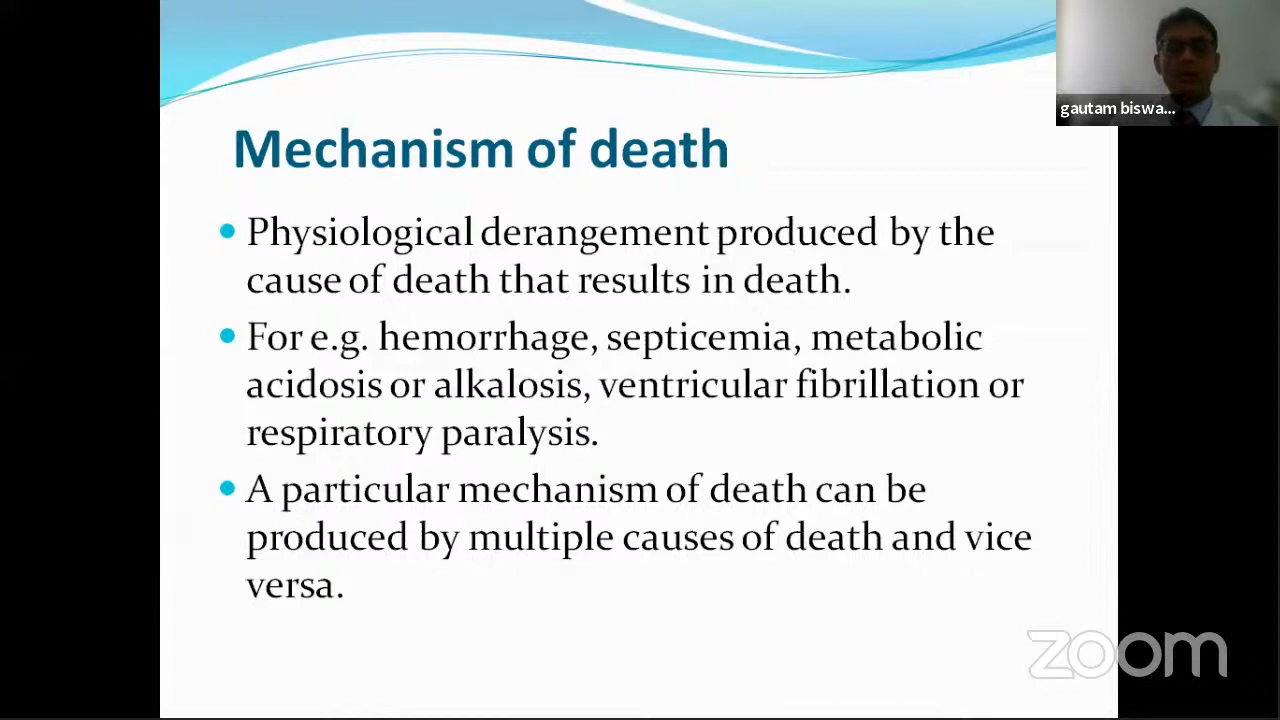 gautam biswa...
Mechanism of death
• Physiological derangement produced by the
cause of death that results in death.
• For e.g. hemorrhage, septicemia, metabolic
acidosis or alkalosis, ventricular fibrillation or
respiratory paralysis.
• A particular mechanism of death can be
produced by multiple causes of death and vice
versa.
zoom